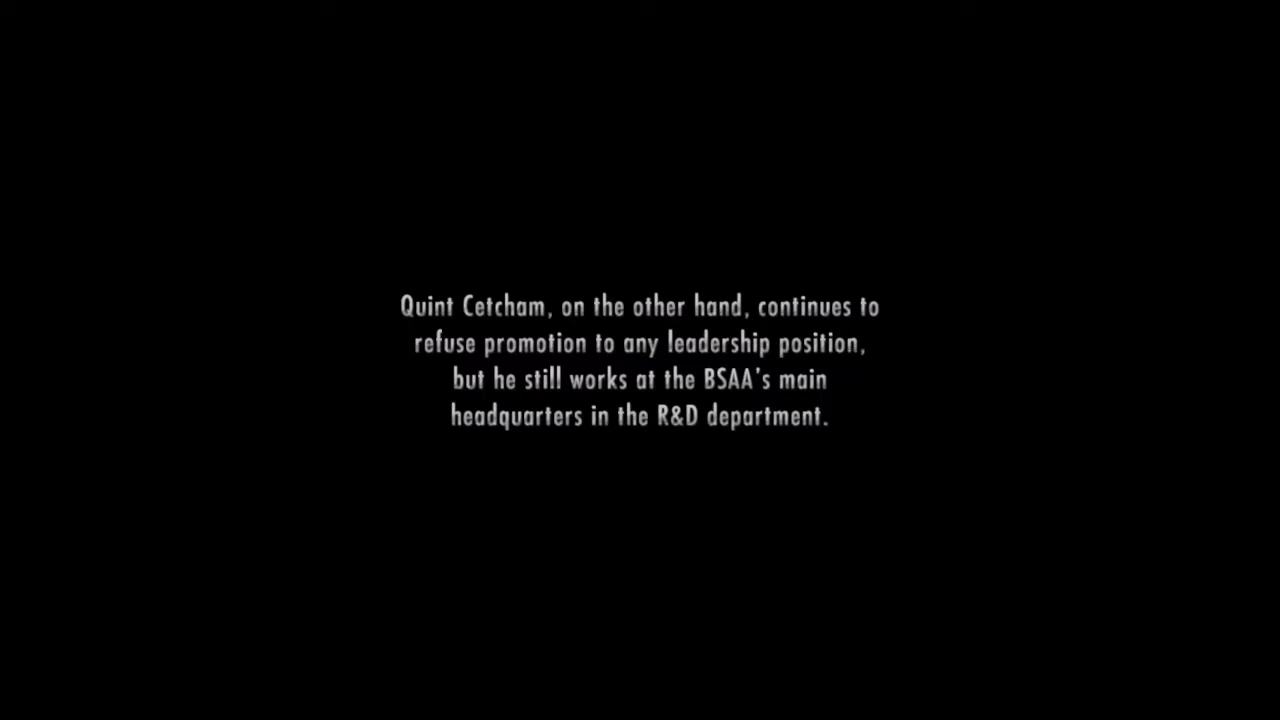 Quint Cetcham, on the other hand, continues to
refuse promotion to any leadership position,
but he still works at the BSAA's main
headquarters in the R&D department.